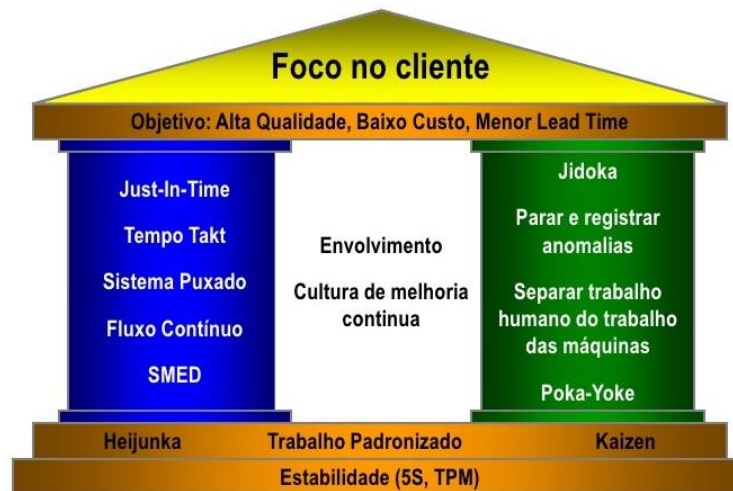 Foco no cliente
Objetivo: Alta Qualidade, Baixo Custo, Menor Lead Time
Just-In-Time
Tempo Takt
Sistema Puxado
Fluxo Contínuo
SMED
Envolvimento
Cultura de melhoria
continua
Jidoka
Parar e registrar
anomalias
Separar trabalho
humano do trabalho
das máquinas
Poka-Yoke
Heijunka Trabalho Padronizado Kaizen
Estabilidade (5S, TPM)